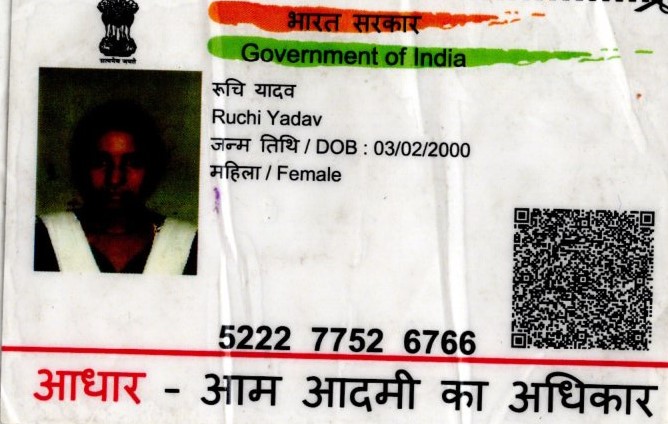 सत्यमेव जयते
भारत सरकार
Government of India
रूचि यादव
Ruchi Yadav
जन्म तिथि / DOB : 03/02/2000
महिला / Female
5222 7752 6766
आधार - आम आदमी का अधिकार